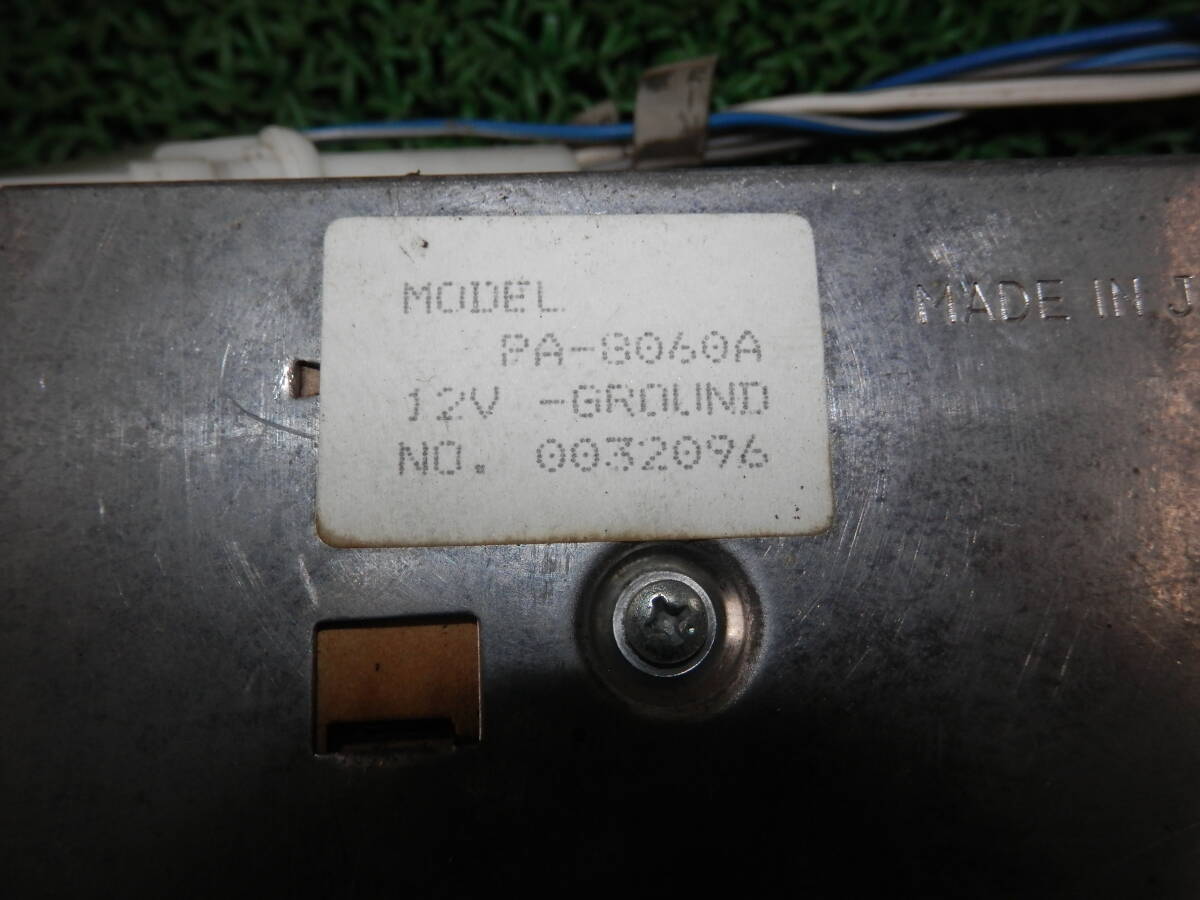 MODEL
PA-8060A
12V -GROUND
NO. 0032096
MADE IN J